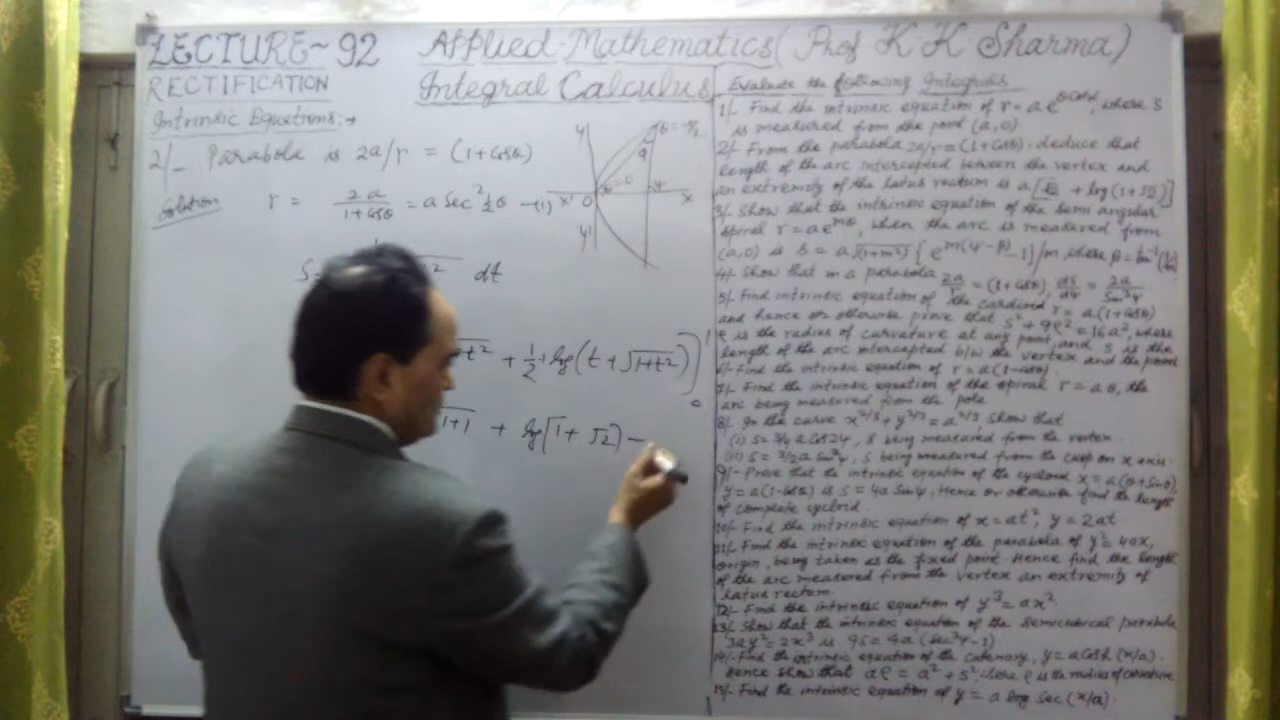 LECTURE~92 Applied-Mathematics( Prof K.K Sharma)
RECTIFICATION Integral Calculus
Intrinsic Equations:→
2/- Parabola is 2a/r = (1+Cosθ)
Solution r = 2a/(1+Cosθ) = a Sec² ½θ -(i)
y x' O x y'
S= dt
+ ½ log(t + √1+t²) ]
√1+1 + log(1+√2) -
Evaluate the following Integrals
1/- Find the intrinsic equation of r = a e^θ Cotα, where S
is measured from the point (a,0)
2/- From the parabola 2a/r = (1+Cosθ), deduce that
length of the arc intercepted between the vertex and
an extremity of the latus rectum is a[√2 + log(1+√2)]
3/- Show that the intrinsic equation of the semi angular
spiral r = ae^mθ, when the arc is measured from
(a,0) is S = a√(1+m²) { e^m(ψ-β) - 1}/m, where β = tan⁻¹
4/- Show that in a parabola 2a/r = (1+Cosθ), ds/dψ = 2a/Sin³ψ
5/- Find intrinsic equation of the cardioid r = a(1+Cosθ)
and hence or otherwise prove that S² + 9ρ² = 16a², where
ρ is the radius of curvature at any point, and S is the
length of the arc intercepted b/w the vertex and the point
6/- Find the intrinsic equation of r = a(1-Cosθ).
7/- Find the intrinsic equation of the spiral r = aθ, the
arc being measured from the pole
8/- In the curve x^2/3 + y^2/3 = a^2/3, Show that
(i) S = 3/4 a Cos2ψ, S being measured from the vertex.
(ii) S = 3/2 a Sin²ψ, S being measured from the cusp on x axis.
9/- Prove that the intrinsic equation of the cycloid x = a(θ+Sinθ),
y = a(1-Cosθ) is S = 4a Sinψ, Hence or otherwise find the length
of complete cycloid.
10/- Find the intrinsic equation of x = at², y = 2at
11/- Find the intrinsic equation of the parabola of y² = 4ax,
origin, being taken as the fixed point Hence find the length
of the arc measured from the vertex an extremity of
latus rectum
12/- Find the intrinsic equation of y³ = ax²
13/- Show that the intrinsic equation of the semicubical parabola
3ay² = 2x³ is 9S = 4a (Sec³ψ-1)
14/- Find the intrinsic equation of the catenary, y = a Cosh (x/a).
Hence show that aρ = a² + S², where ρ is the radius of curvature
15/- Find the intrinsic equation of y = a log Sec (x/a).